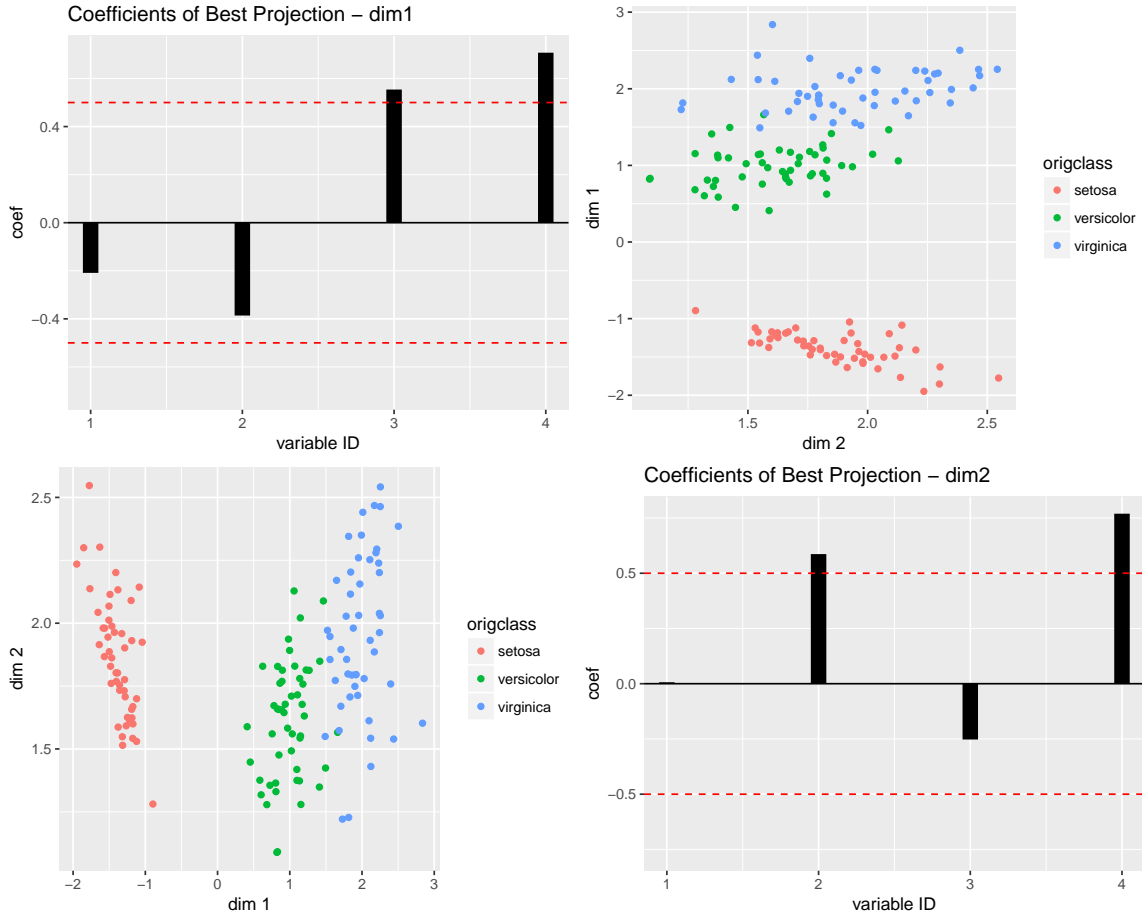 Coefficients of Best Projection − dim1
0.4
0.0
−0.4
coef
1
2
3
4
variable ID
3
2
1
0
−1
−2
dim 1
1.5
2.0
2.5
dim 2
origclass
setosa
versicolor
virginica
2.5
2.0
1.5
dim 2
−2
−1
0
1
2
3
dim 1
origclass
setosa
versicolor
virginica
Coefficients of Best Projection − dim2
0.5
0.0
−0.5
coef
1
2
3
4
variable ID